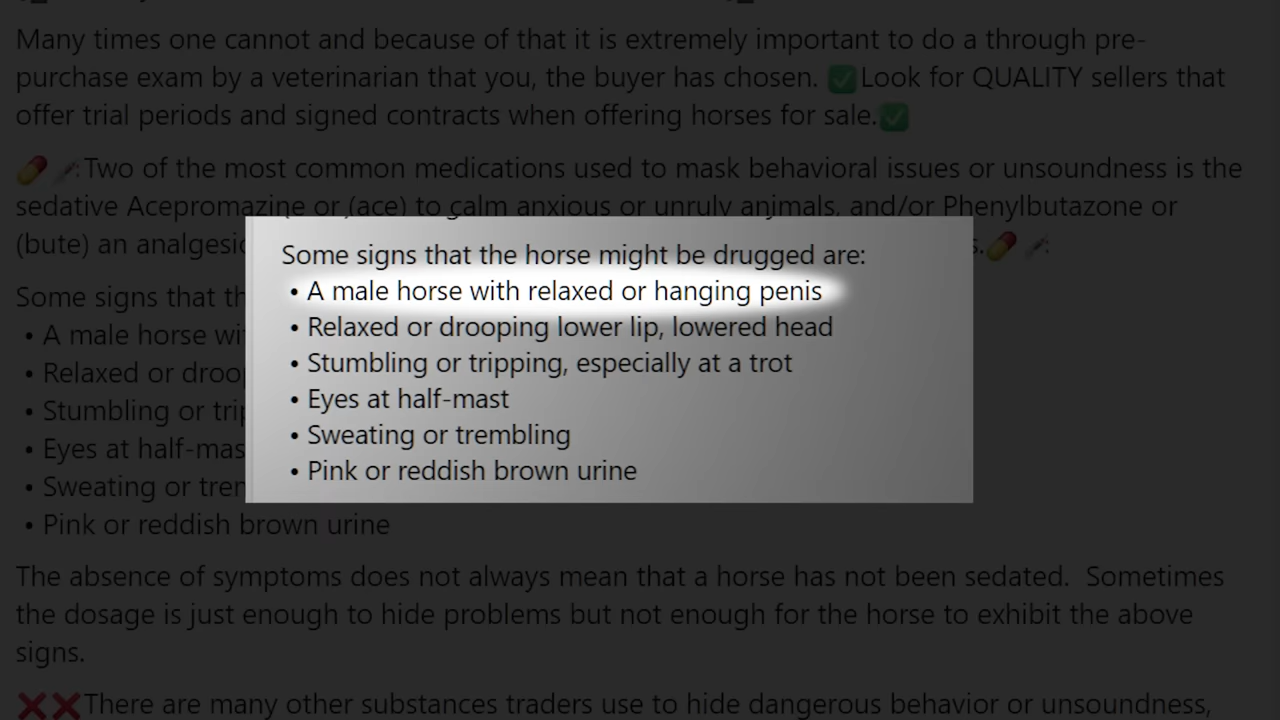 Many times one cannot and because of that it is extremely important to do a through pre-
purchase exam by a veterinarian that you, the buyer has chosen. ✅Look for QUALITY sellers that
offer trial periods and signed contracts when offering horses for sale.✅
💊💉:Two of the most common medications used to mask behavioral issues or unsoundness is the
sedative Acepromazine or (ace) to calm anxious or unruly animals, and/or Phenylbutazone or
(bute) an analgesic s.💊💉:
Some signs that the horse might be drugged are:
• A male horse with relaxed or hanging penis
• Relaxed or drooping lower lip, lowered head
• Stumbling or tripping, especially at a trot
• Eyes at half-mast
• Sweating or trembling
• Pink or reddish brown urine
Some signs that
• A male horse
• Relaxed or
• Stumbling or
• Eyes at
• Sweating or
• Pink or reddish brown urine
The absence of symptoms does not always mean that a horse has not been sedated. Sometimes
the dosage is just enough to hide problems but not enough for the horse to exhibit the above
signs.
❌❌There are many other substances traders use to hide dangerous behavior or unsoundness,